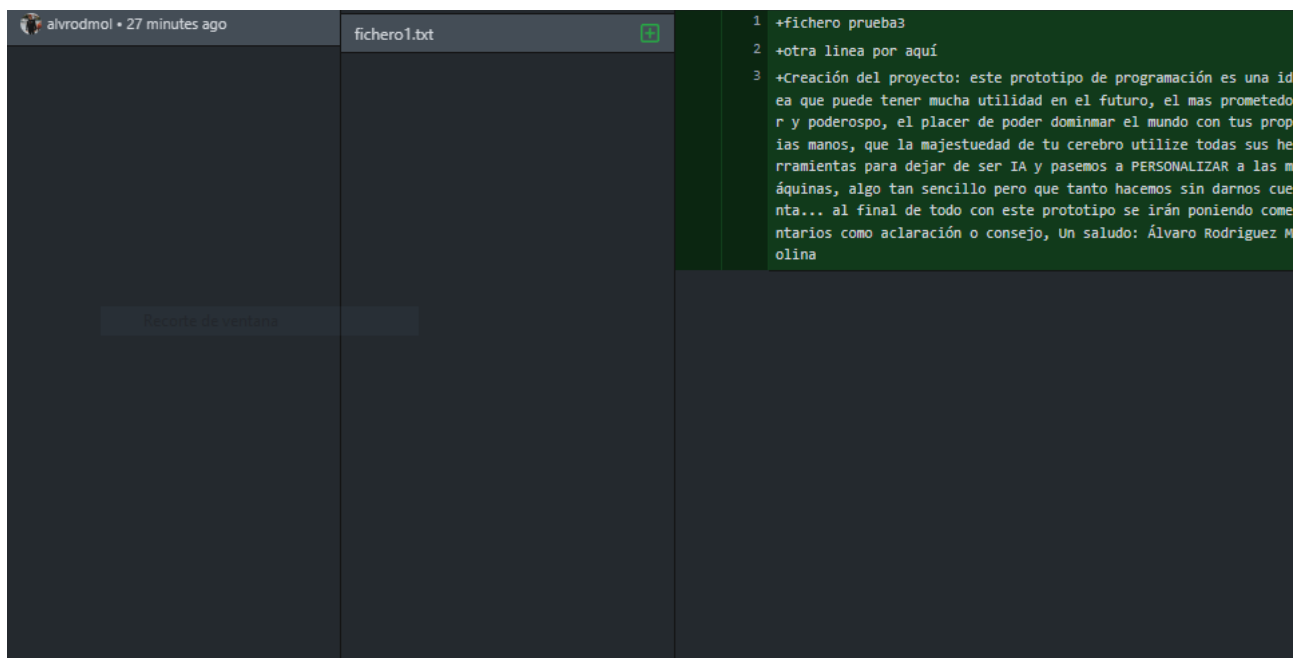 alvrodmol • 27 minutes ago
fichero1.txt
1 +fichero prueba3
2 +otra linea por aquí
3 +Creación del proyecto: este prototipo de programación es una id
ea que puede tener mucha utilidad en el futuro, el mas prometedo
r y poderospo, el placer de poder dominmar el mundo con tus prop
ias manos, que la majestuedad de tu cerebro utilize todas sus he
rramientas para dejar de ser IA y pasemos a PERSONALIZAR a las m
áquinas, algo tan sencillo pero que tanto hacemos sin darnos cue
nta... al final de todo con este prototipo se irán poniendo come
ntarios como aclaración o consejo, Un saludo: Álvaro Rodriguez M
olina
Recorte de ventana